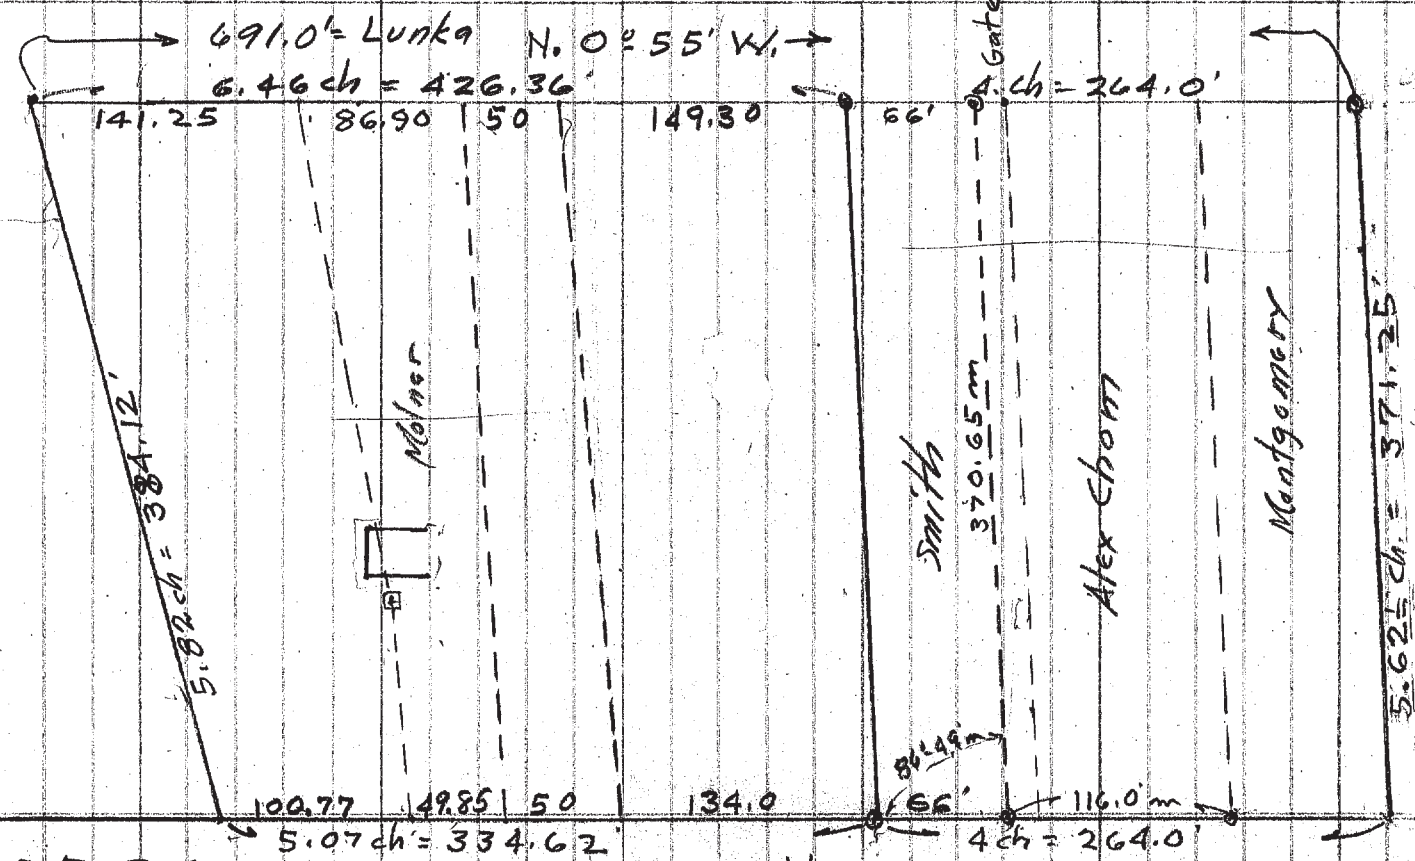 691.0'= Lunka N. 0°-55' W.
Gate
6.46 ch = 426.36'
4. ch = 264.0'
141.25 86.90 50 149.30 66'
5.82 ch = 384.12'
Molnar
Smith
370.65 m
Alex Chom
Montgomery
5.62½ ch. = 371.25'
100.77 49.85 50 134.0 66' 116.0' m
5.07 ch = 334.62'
4 ch = 264.0'